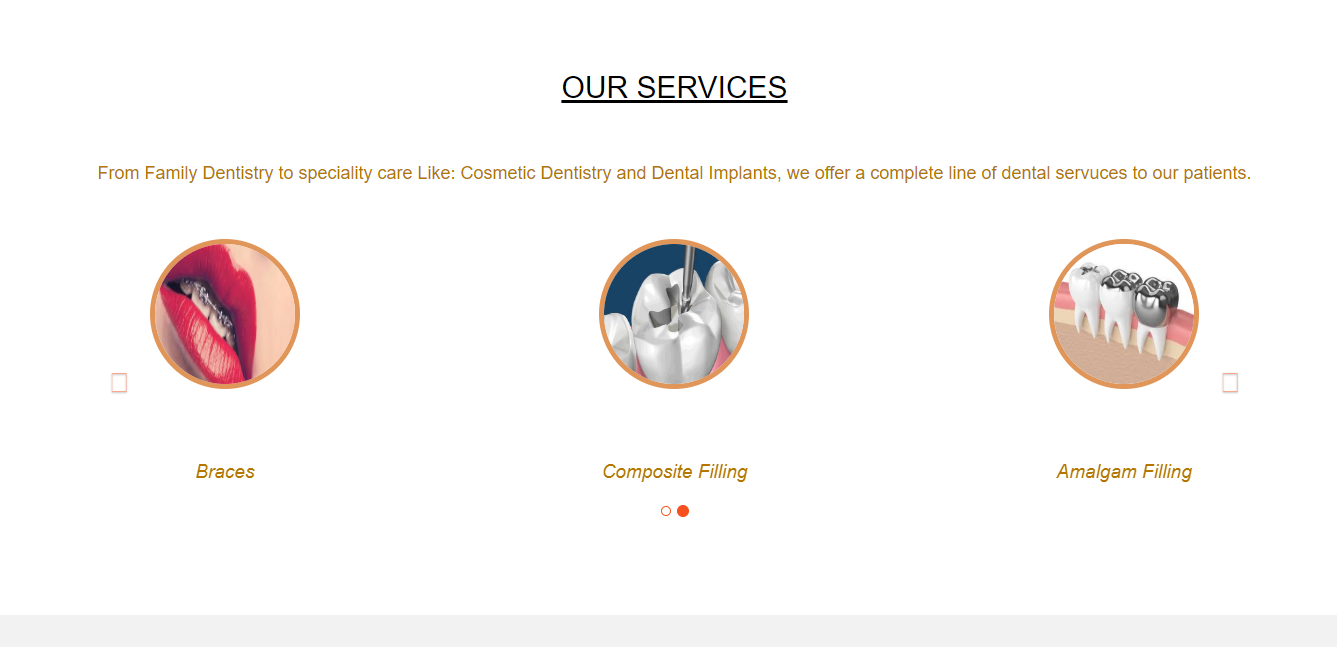 OUR SERVICES
From Family Dentistry to speciality care Like: Cosmetic Dentistry and Dental Implants, we offer a complete line of dental servuces to our patients.
Braces
Composite Filling
Amalgam Filling